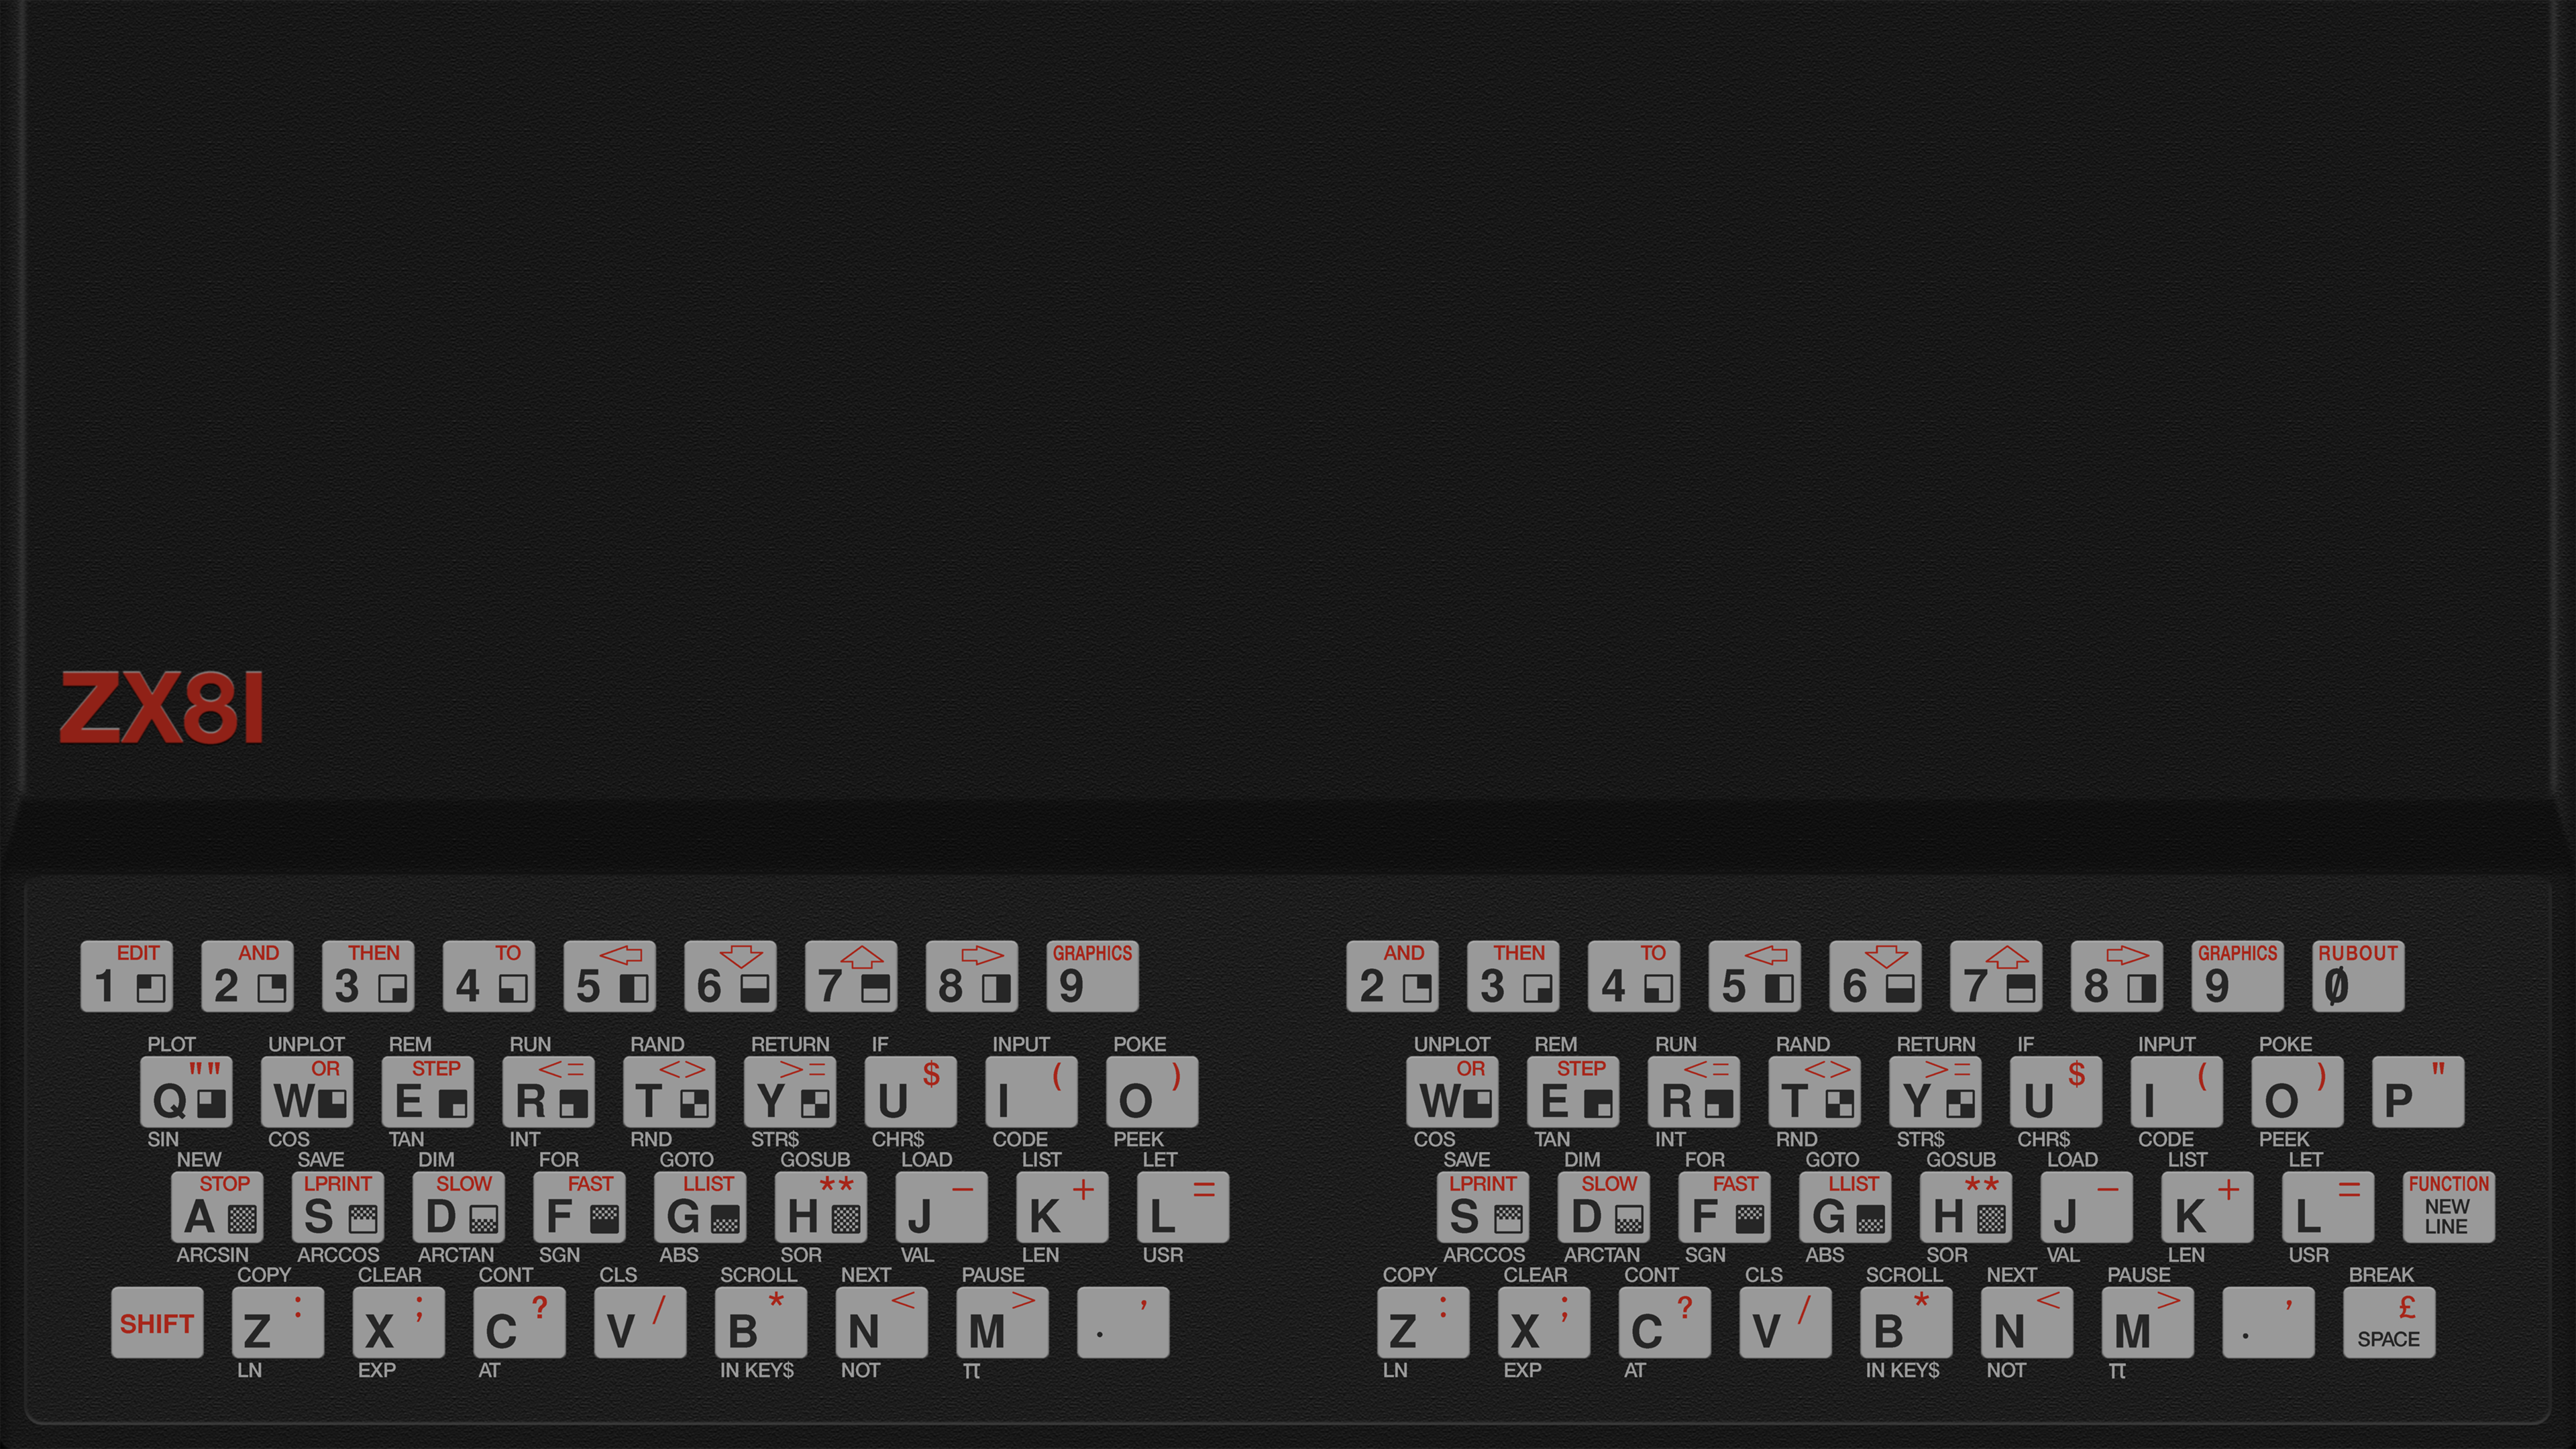 ZX81
EDIT AND THEN TO GRAPHICS AND THEN TO GRAPHICS RUBOUT
1 2 3 4 5 6 7 8 9 2 3 4 5 6 7 8 9 0
PLOT UNPLOT REM RUN RAND RETURN IF INPUT POKE UNPLOT REM RUN RAND RETURN IF INPUT POKE
"" OR STEP <= <> >= $ ( ) OR STEP <= <> >= $ ( ) "
Q W E R T Y U I O W E R T Y U I O P
SIN COS TAN INT RND STR$ CHR$ CODE PEEK COS TAN INT RND STR$ CHR$ CODE PEEK
NEW SAVE DIM FOR GOTO GOSUB LOAD LIST LET SAVE DIM FOR GOTO GOSUB LOAD LIST LET
STOP LPRINT SLOW FAST LLIST ** − + = LPRINT SLOW FAST LLIST ** − + = FUNCTION
A S D F G H J K L S D F G H J K L NEW LINE
ARCSIN ARCCOS ARCTAN SGN ABS SOR VAL LEN USR ARCCOS ARCTAN SGN ABS SOR VAL LEN USR
COPY CLEAR CONT CLS SCROLL NEXT PAUSE COPY CLEAR CONT CLS SCROLL NEXT PAUSE BREAK
: ; ? / * < > , : ; ? / * < > , £
SHIFT Z X C V B N M . Z X C V B N M . SPACE
LN EXP AT IN KEY$ NOT π LN EXP AT IN KEY$ NOT π